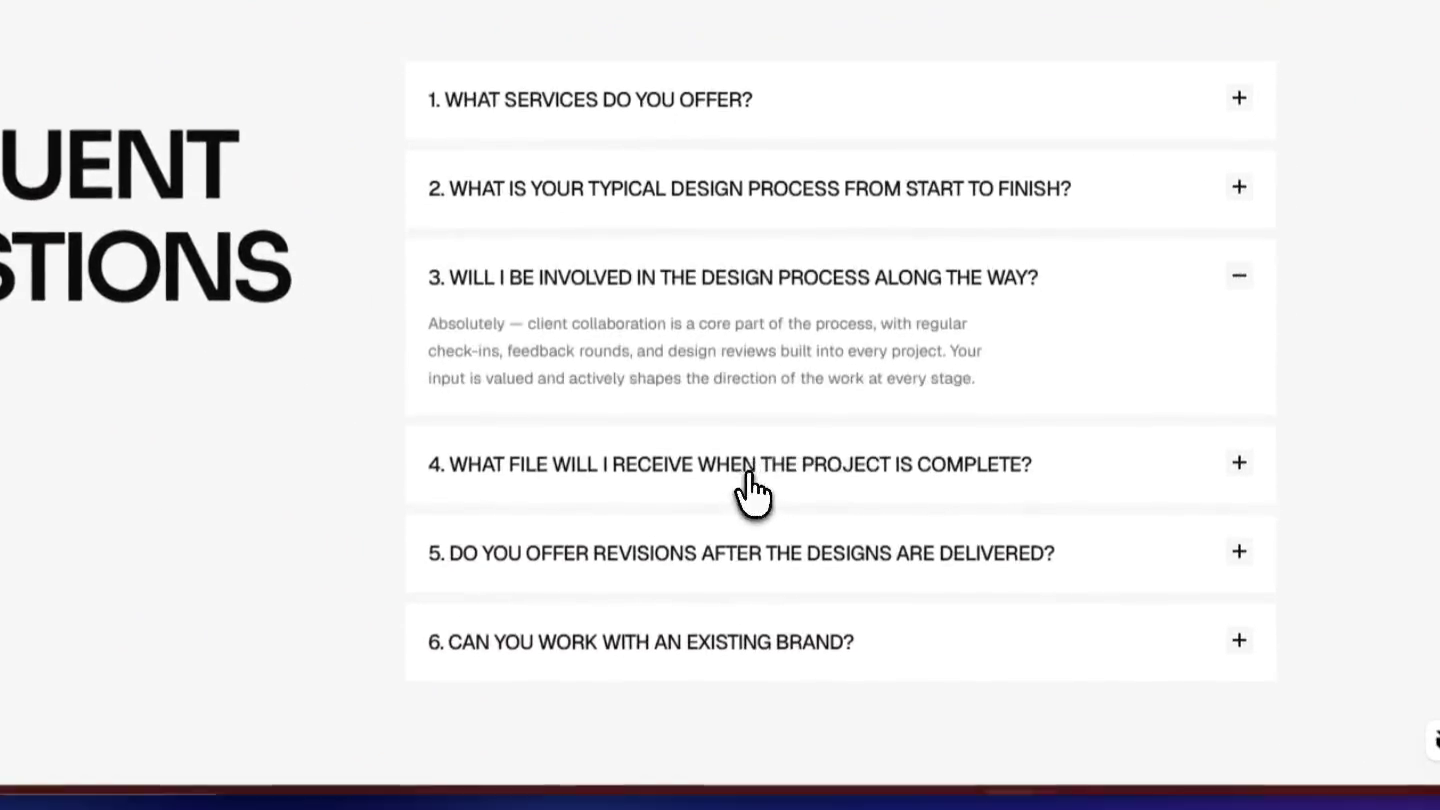 UENT
STIONS
1. WHAT SERVICES DO YOU OFFER?
2. WHAT IS YOUR TYPICAL DESIGN PROCESS FROM START TO FINISH?
3. WILL I BE INVOLVED IN THE DESIGN PROCESS ALONG THE WAY?
Absolutely — client collaboration is a core part of the process, with regular
check-ins, feedback rounds, and design reviews built into every project. Your
input is valued and actively shapes the direction of the work at every stage.
4. WHAT FILE WILL I RECEIVE WHEN THE PROJECT IS COMPLETE?
5. DO YOU OFFER REVISIONS AFTER THE DESIGNS ARE DELIVERED?
6. CAN YOU WORK WITH AN EXISTING BRAND?